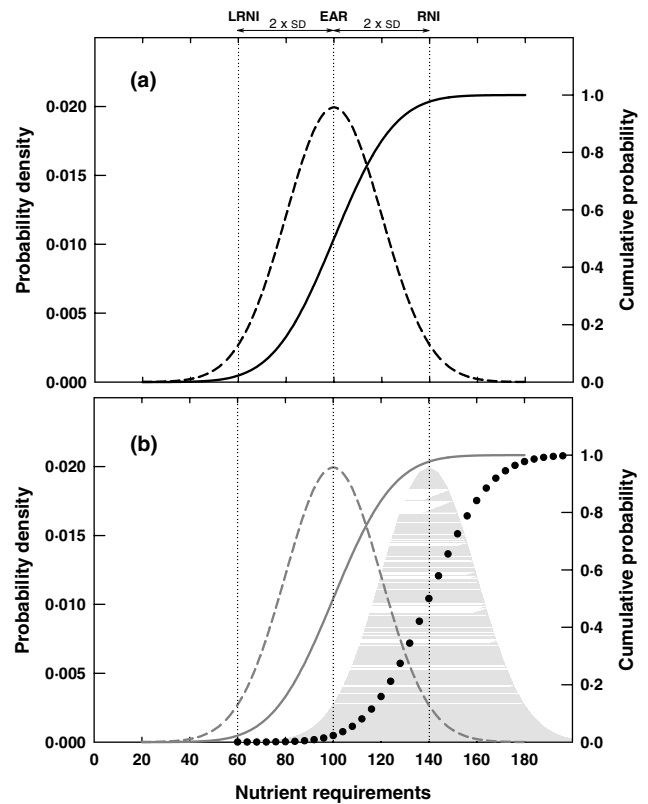 LRNI EAR RNI
2 x SD 2 x SD
(a)
Probability density
0·020
0·015
0·010
0·005
0·000
1·0
0·8
0·6
0·4
0·2
0·0
Cumulative probability
(b)
Probability density
0·020
0·015
0·010
0·005
0·000
1·0
0·8
0·6
0·4
0·2
0·0
Cumulative probability
0 20 40 60 80 100 120 140 160 180
Nutrient requirements